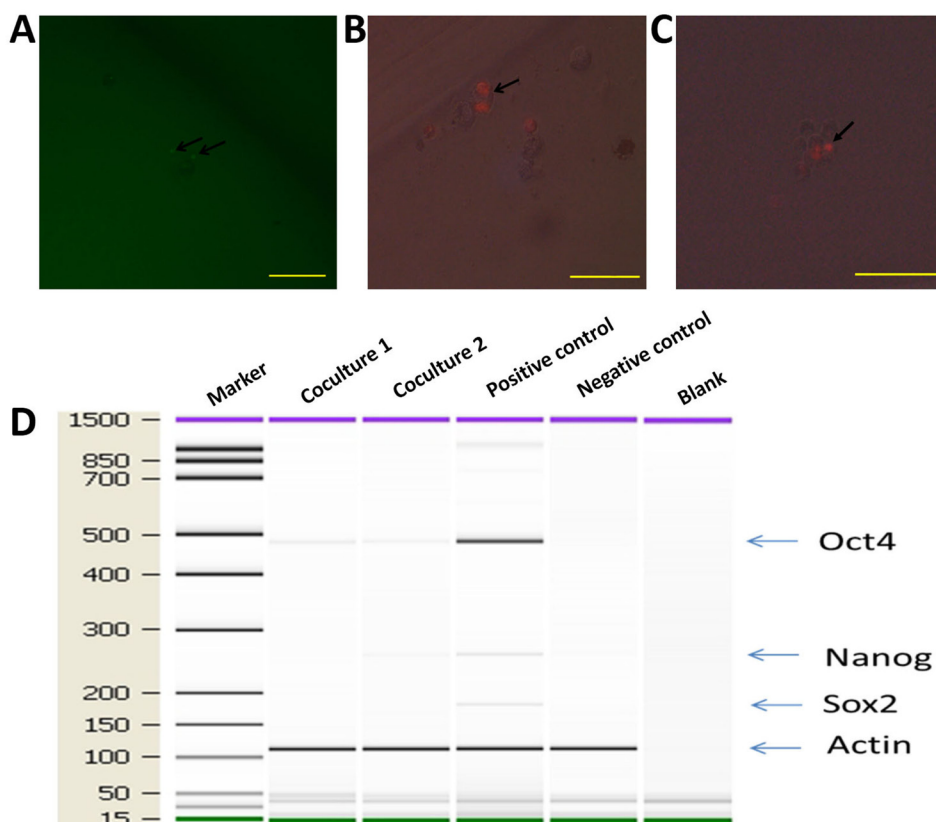 A
B
C
Marker
Coculture 1
Coculture 2
Positive control
Negative control
Blank
D
1500
850
700
500
400
300
200
150
100
50
15
Oct4
Nanog
Sox2
Actin